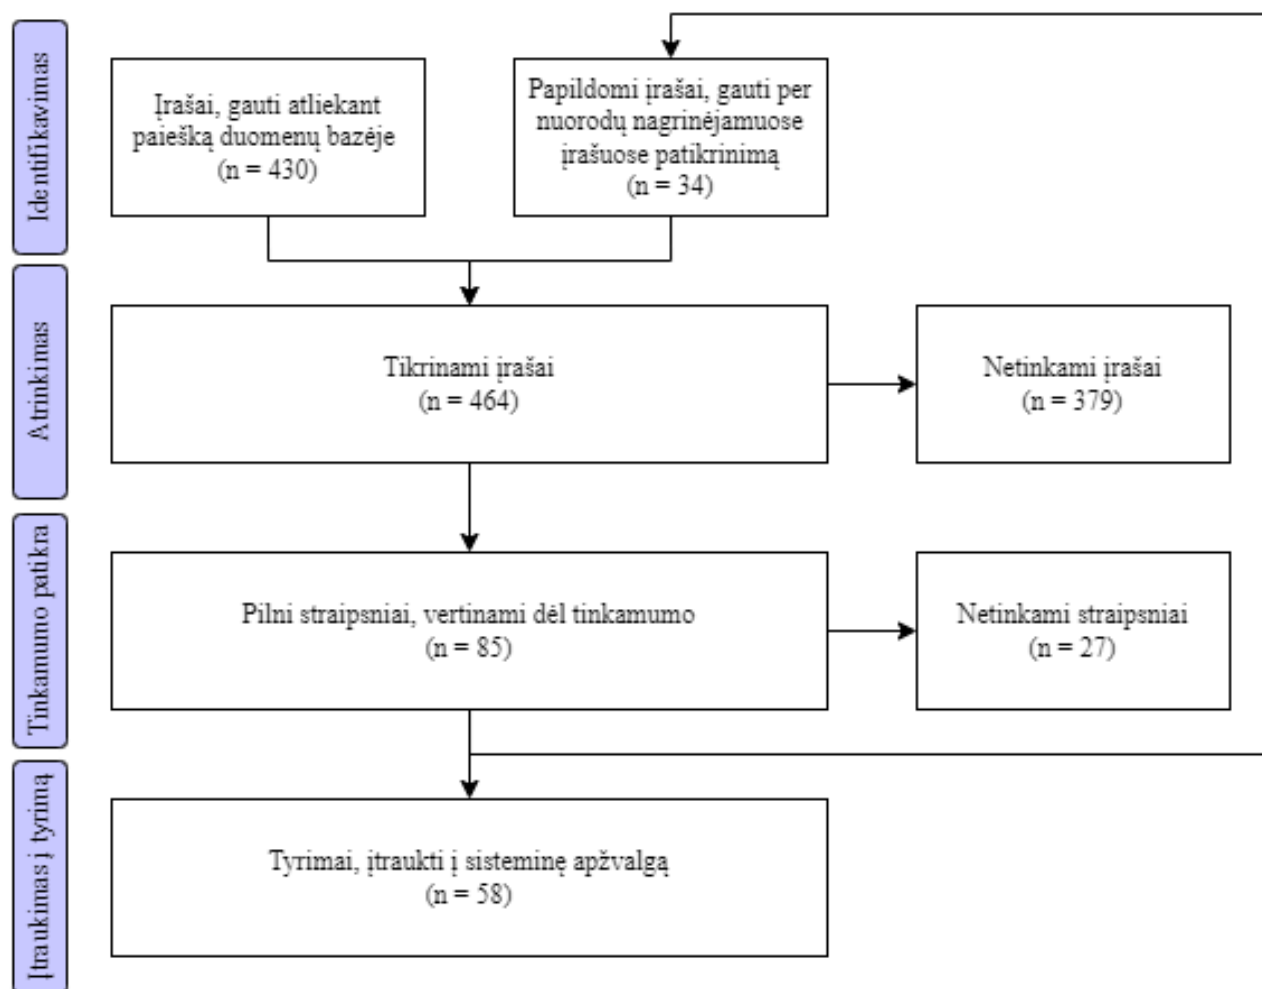 Identifikavimas
Įrašai, gauti atliekant
paiešką duomenų bazėje
(n = 430)
Papildomi įrašai, gauti per
nuorodų nagrinėjamuose
įrašuose patikrinimą
(n = 34)
Atrinkimas
Tikrinami įrašai
(n = 464)
Netinkami įrašai
(n = 379)
Tinkamumo patikra
Pilni straipsniai, vertinami dėl tinkamumo
(n = 85)
Netinkami straipsniai
(n = 27)
Įtraukimas į tyrimą
Tyrimai, įtraukti į sisteminę apžvalgą
(n = 58)